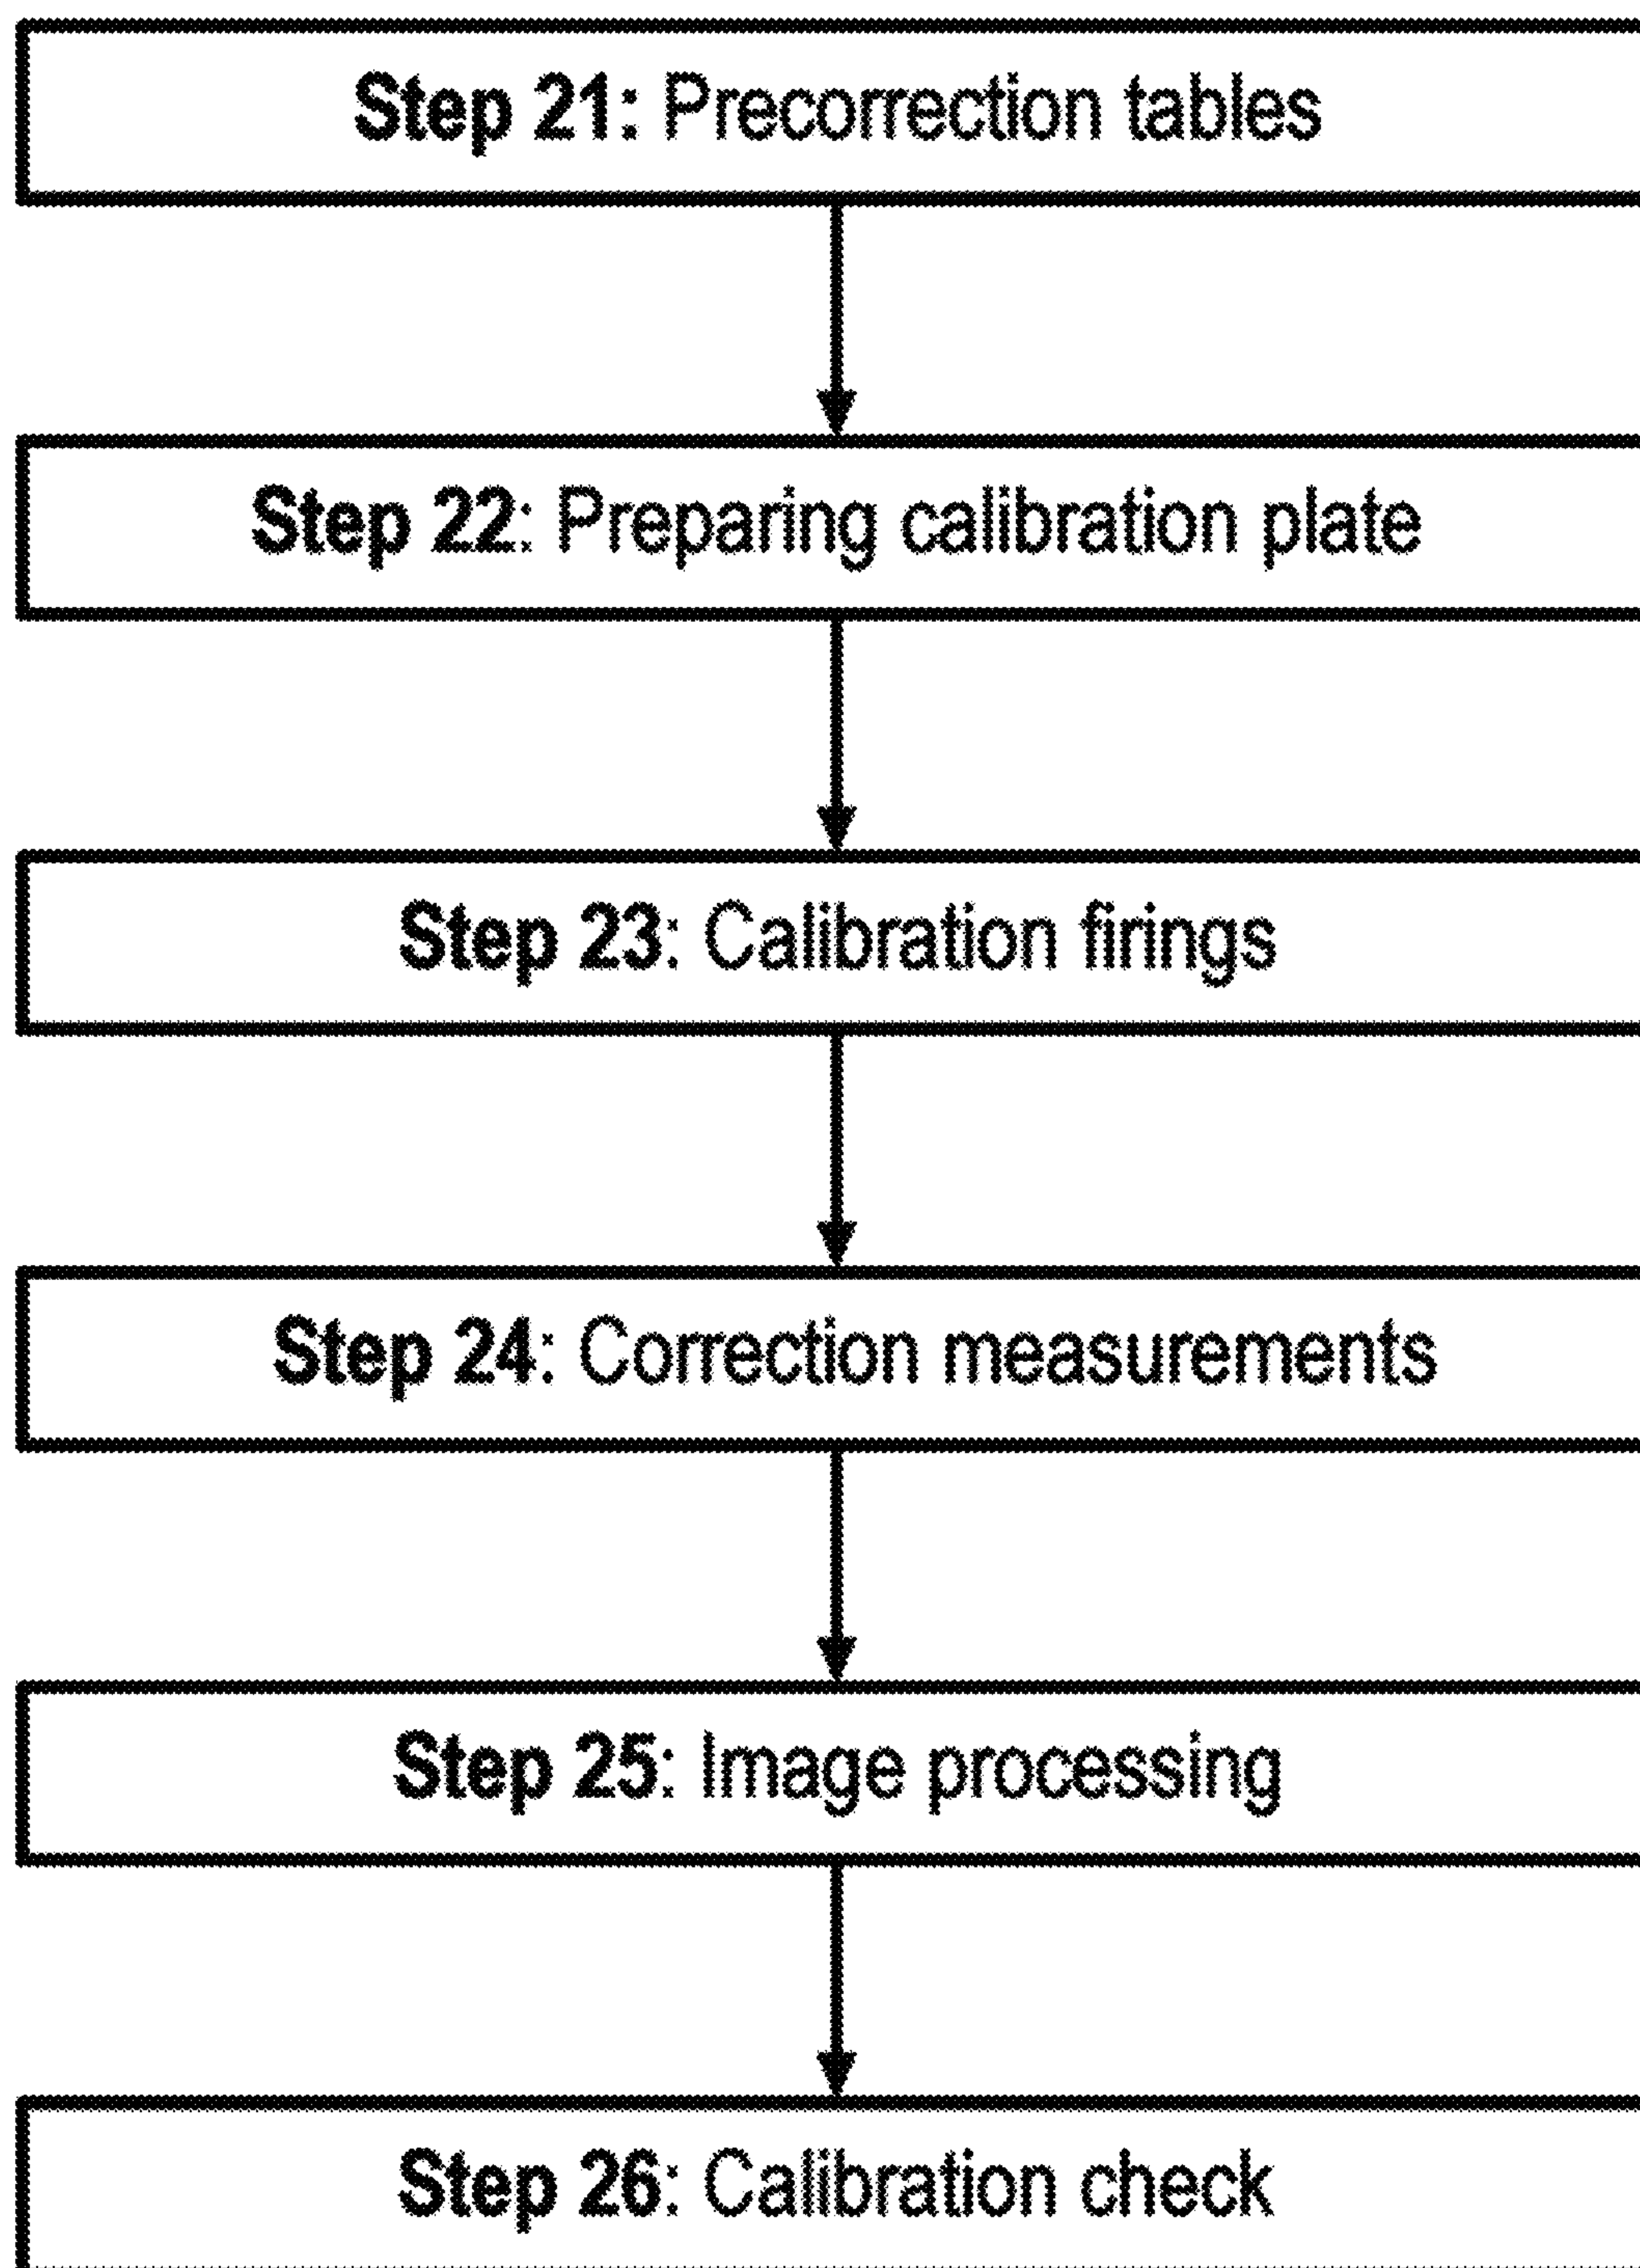 Step 21: Precorrection tables
Step 22: Preparing calibration plate
Step 23: Calibration firings
Step 24: Correction measurements
Step 25: Image processing
Step 26: Calibration check